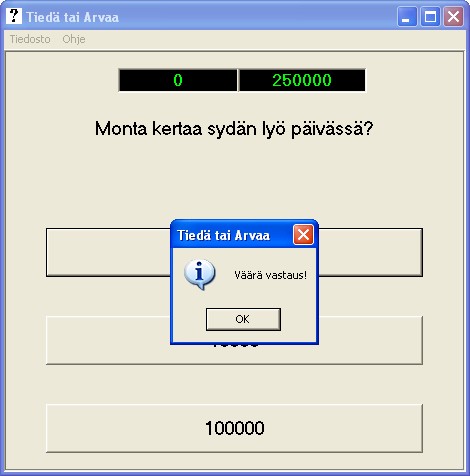 Tiedä tai Arvaa
Tiedosto Ohje
0 250000
Monta kertaa sydän lyö päivässä?
Tiedä tai Arvaa
Väärä vastaus!
OK
100000